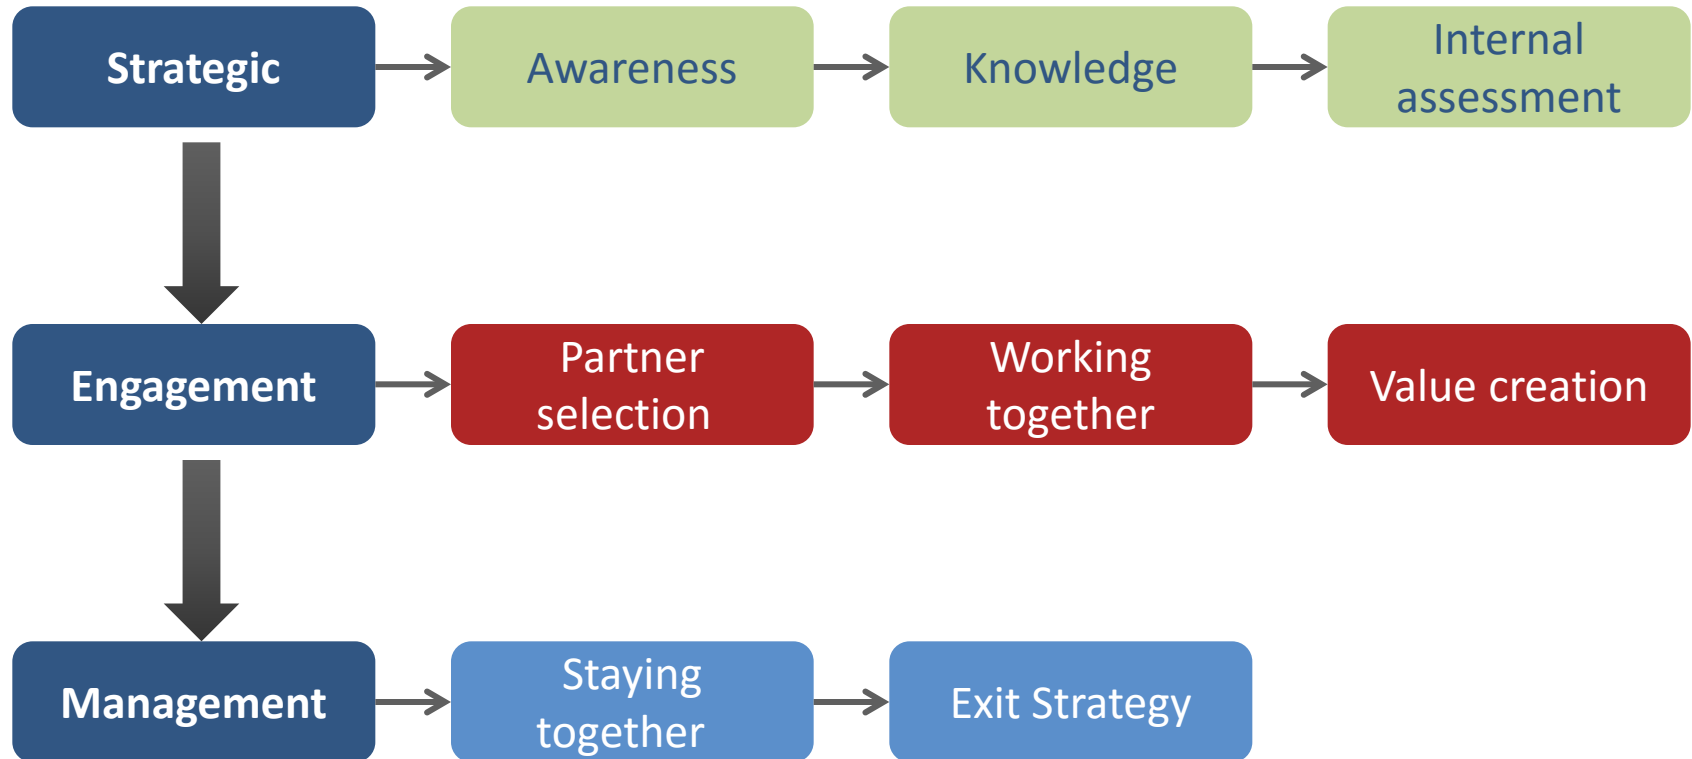 Strategic
Awareness
Knowledge
Internal
assessment
Engagement
Partner
selection
Working
together
Value creation
Management
Staying
together
Exit Strategy